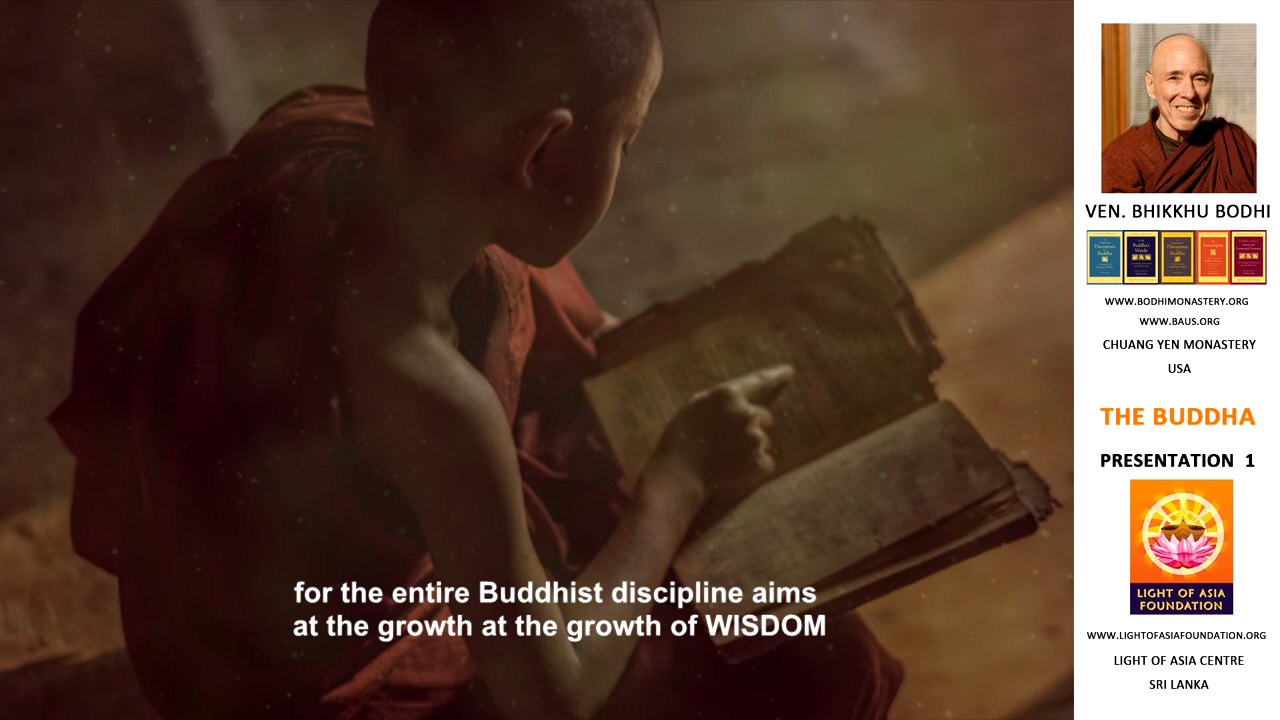 for the entire Buddhist discipline aims
at the growth at the growth of WISDOM
VEN. BHIKKHU BODHI
WWW.BODHIMONASTERY.ORG
WWW.BAUS.ORG
CHUANG YEN MONASTERY
USA
THE BUDDHA
PRESENTATION 1
LIGHT OF ASIA
FOUNDATION
WWW.LIGHTOFASIAFOUNDATION.ORG
LIGHT OF ASIA CENTRE
SRI LANKA